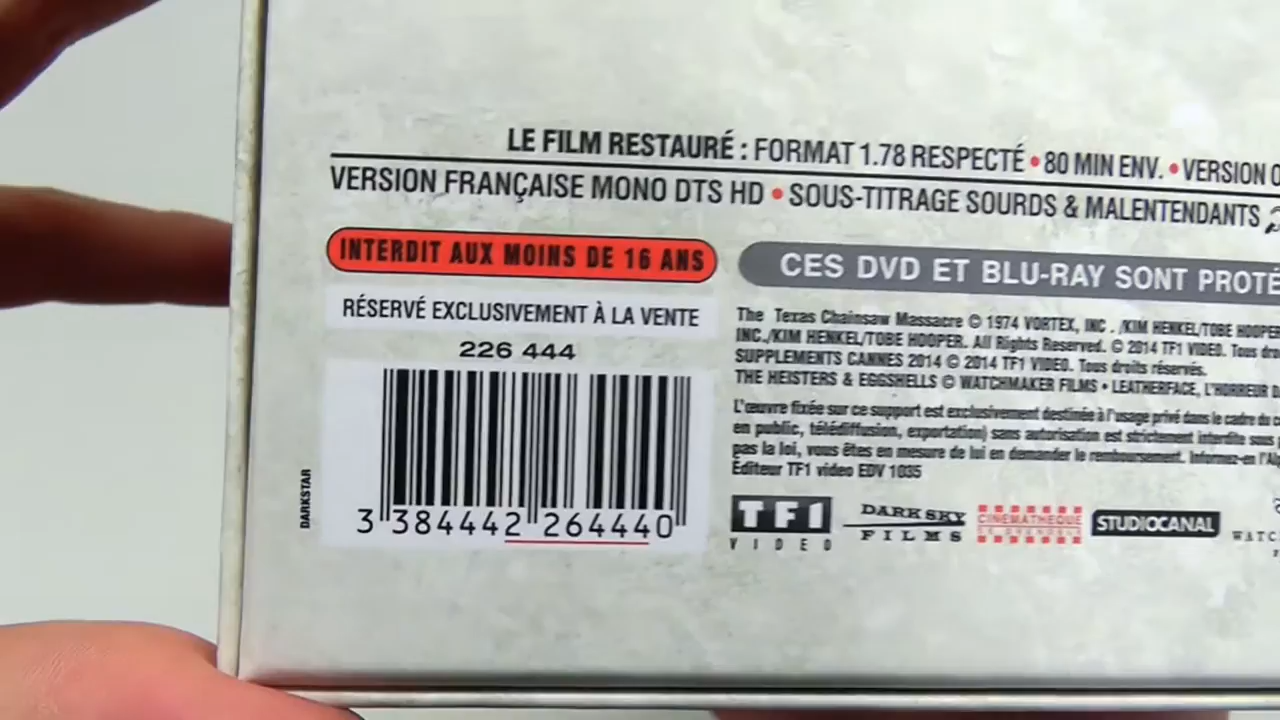 LE FILM RESTAURÉ : FORMAT 1.78 RESPECTÉ • 80 MIN ENV. • VERSION
VERSION FRANÇAISE MONO DTS HD • SOUS-TITRAGE SOURDS & MALENTENDANTS
INTERDIT AUX MOINS DE 16 ANS
RÉSERVÉ EXCLUSIVEMENT À LA VENTE
226 444
DARKSTAR
3 384442 264440
CES DVD ET BLU-RAY SONT PROTÉ
The Texas Chainsaw Massacre © 1974 VORTEX, INC . /KIM HENKEL/TOBE HOOPER
INC./KIM HENKEL/TOBE HOOPER. All Rights Reserved. © 2014 TF1 VIDEO. Tous
SUPPLEMENTS CANNES 2014 © 2014 TF1 VIDEO. Tous droits réservés.
THE HEISTERS & EGGSHELLS © WATCHMAKER FILMS • LEATHERFACE, L'HORREUR
L'œuvre fixée sur ce support est exclusivement destinée à l'usage privé dans le cadre du
en public, télédiffusion, exportation) sans autorisation est strictement interdite sous
pas la loi, vous êtes en mesure de lui en demander le remboursement. Informez-en
Éditeur TF1 video EDV 1035
TF1 VIDEO
DARK SKY FILMS
CINEMATHEQUE DE GRENOBLE
STUDIOCANAL